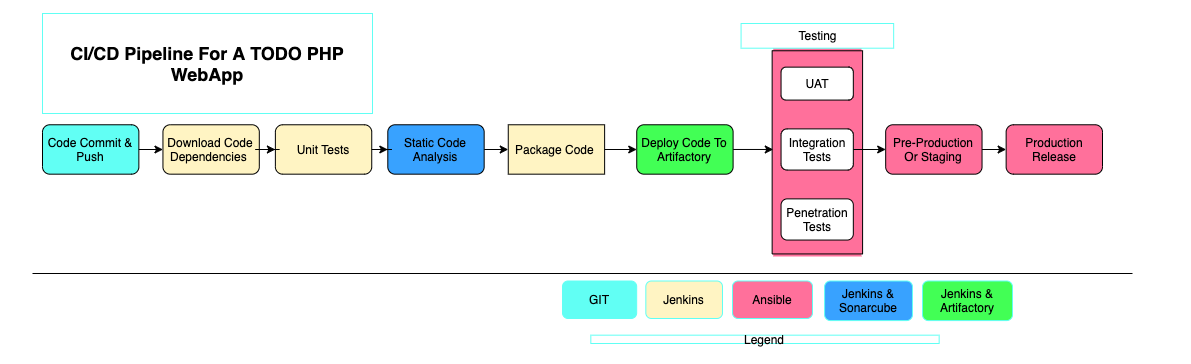 CI/CD Pipeline For A TODO PHP
WebApp
Testing
UAT
Code Commit &
Push
Download Code
Dependencies
Unit Tests
Static Code
Analysis
Package Code
Deploy Code To
Artifactory
Integration
Tests
Pre-Production
Or Staging
Production
Release
Penetration
Tests
GIT
Jenkins
Ansible
Jenkins &
Sonarcube
Jenkins &
Artifactory
Legend